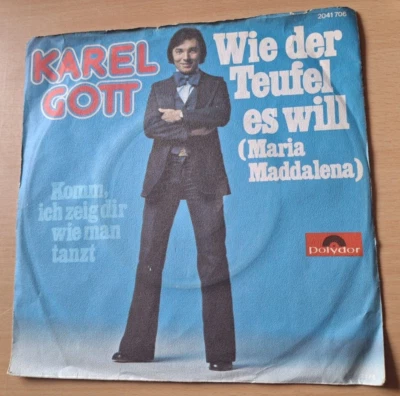 2041 706
KAREL
GOTT
Wie der
Teufel
es will
(Maria
Maddalena)
Komm,
ich zeig dir
wie man
tanzt
Polydor